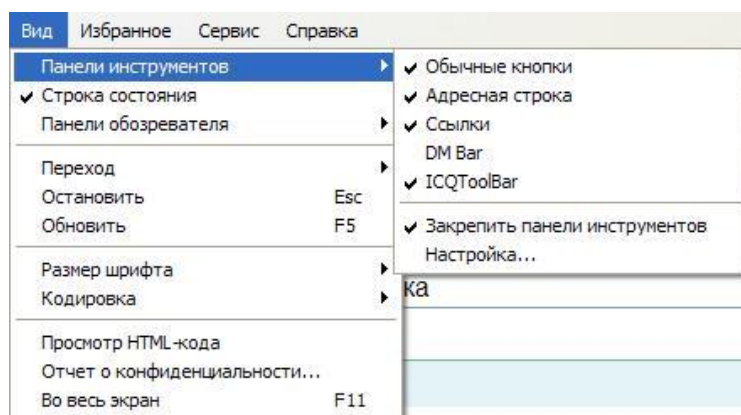 Вид Избранное Сервис Справка
Панели инструментов
Строка состояния
Панели обозревателя
Переход
Остановить Esc
Обновить F5
Размер шрифта
Кодировка
Просмотр HTML-кода
Отчет о конфиденциальности...
Во весь экран F11
Обычные кнопки
Адресная строка
Ссылки
DM Bar
ICQToolBar
Закрепить панели инструментов
Настройка...
ка